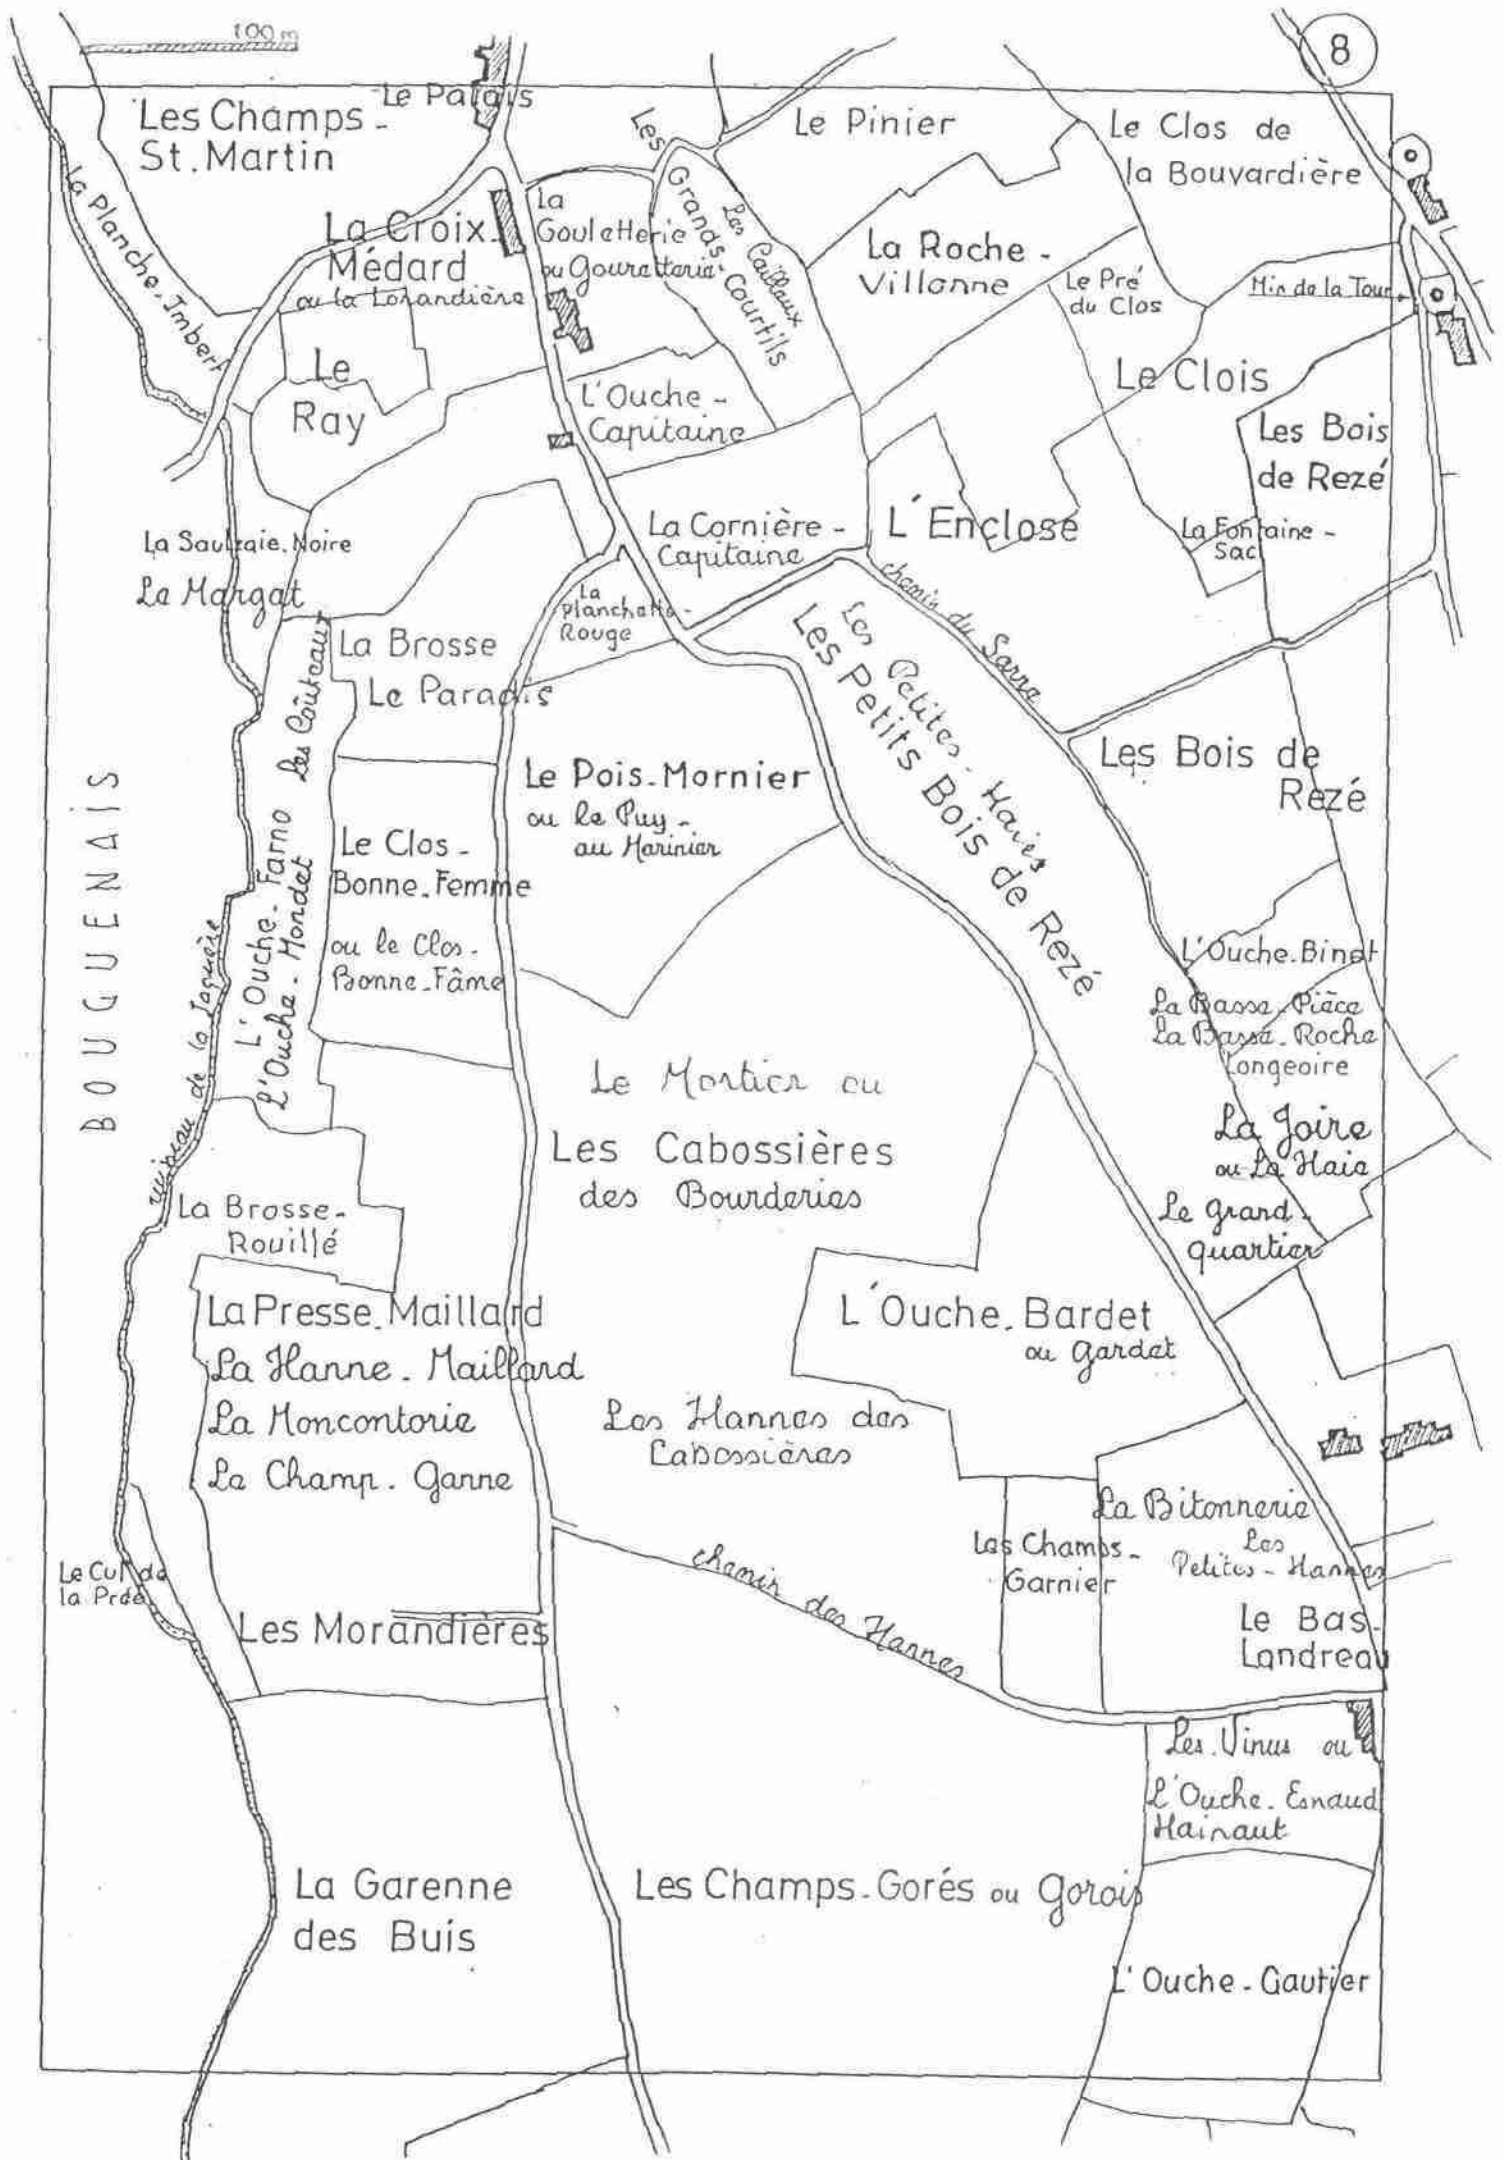 100 m
8
Le Palais
Les Champs-
St. Martin
La Planche-Imbert
Les
Grands-Courtils
Les Caillaux
Le Pinier
Le Clos de
la Bouvardière
La Croix-
Médard
ou la Lorandière
La
Gouletterie
ou Gouretterie
La Roche-
Villanne
Le Pré
du Clos
Min de la Tour
Le
Ray
L'Ouche-
Capitaine
Le Clois
Les Bois
de Rezé
La Saulzaie-Noire
Le Margat
La Cornière-
Capitaine
L'Enclose
La Fontaine-
Sac
La
Planchette-
Rouge
chemin du Sarre
La Brosse
Le Paradis
Les Coûteaux
Les Petites-Haies
Les Petits Bois de Rezé
Les Bois de
Rezé
BOUGUENAIS
Le Pois-Mornier
ou le Puy-
au Marinier
L'Ouche-Farno
L'Ouche-Mondet
Le Clos-
Bonne-Femme
ou le Clos-
Bonne-Fâme
ruisseau de la Jaguère
L'Ouche-Binet
La Basse-Pièce
La Basse-Roche
Longeoire
Le Mortier ou
Les Cabossières
des Bourderies
La Joire
ou La Haie
La Brosse-
Rouillé
Le Grand-
quartier
La Presse-Maillard
La Hanne-Maillard
La Moncontorie
Le Champ-Ganne
L'Ouche-Bardet
ou Gardet
Les Hannes des
Cabossières
La Bitonnerie
Les
Petites-Hannes
Les Champs-
Garnier
chemin des Hannes
Le Cul de
la Prée
Les Morandières
Le Bas-
Landreau
Les Vinus ou
L'Ouche-Esnaud
Hainaut
La Garenne
des Buis
Les Champs-Gorés ou Gorois
L'Ouche-Gautier